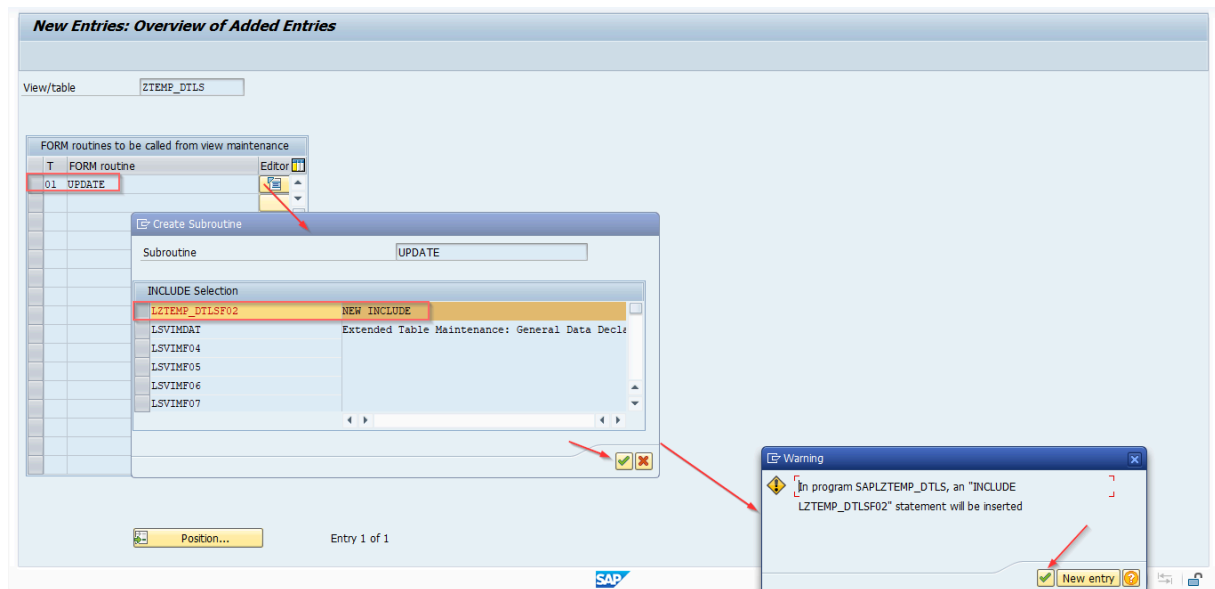 New Entries: Overview of Added Entries
View/table ZTEMP_DTLS
FORM routines to be called from view maintenance
T FORM routine Editor
01 UPDATE
Create Subroutine
Subroutine UPDATE
INCLUDE Selection
LZTEMP_DTLSF02 NEW INCLUDE
LSVIMDAT Extended Table Maintenance: General Data Decla
LSVIMF04
LSVIMF05
LSVIMF06
LSVIMF07
Warning
In program SAPLZTEMP_DTLS, an "INCLUDE
LZTEMP_DTLSF02" statement will be inserted
New entry
Position... Entry 1 of 1
SAP